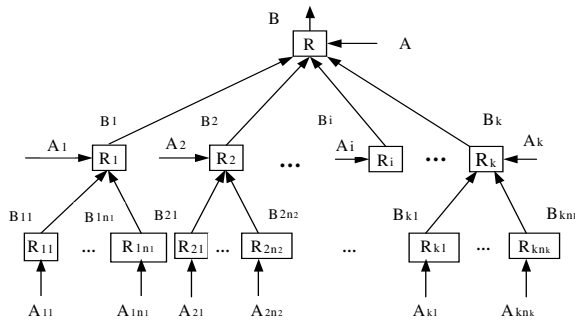 B
R A
B1 B2 Bi Bk
A1 R1 A2 R2 ... Ai Ri ... Rk Ak
B11 B1n1 B21 B2n2 Bk1 Bknk
R11 ... R1n1 R21 ... R2n2 ... Rk1 ... Rknk
A11 A1n1 A21 A2n2 Ak1 Aknk